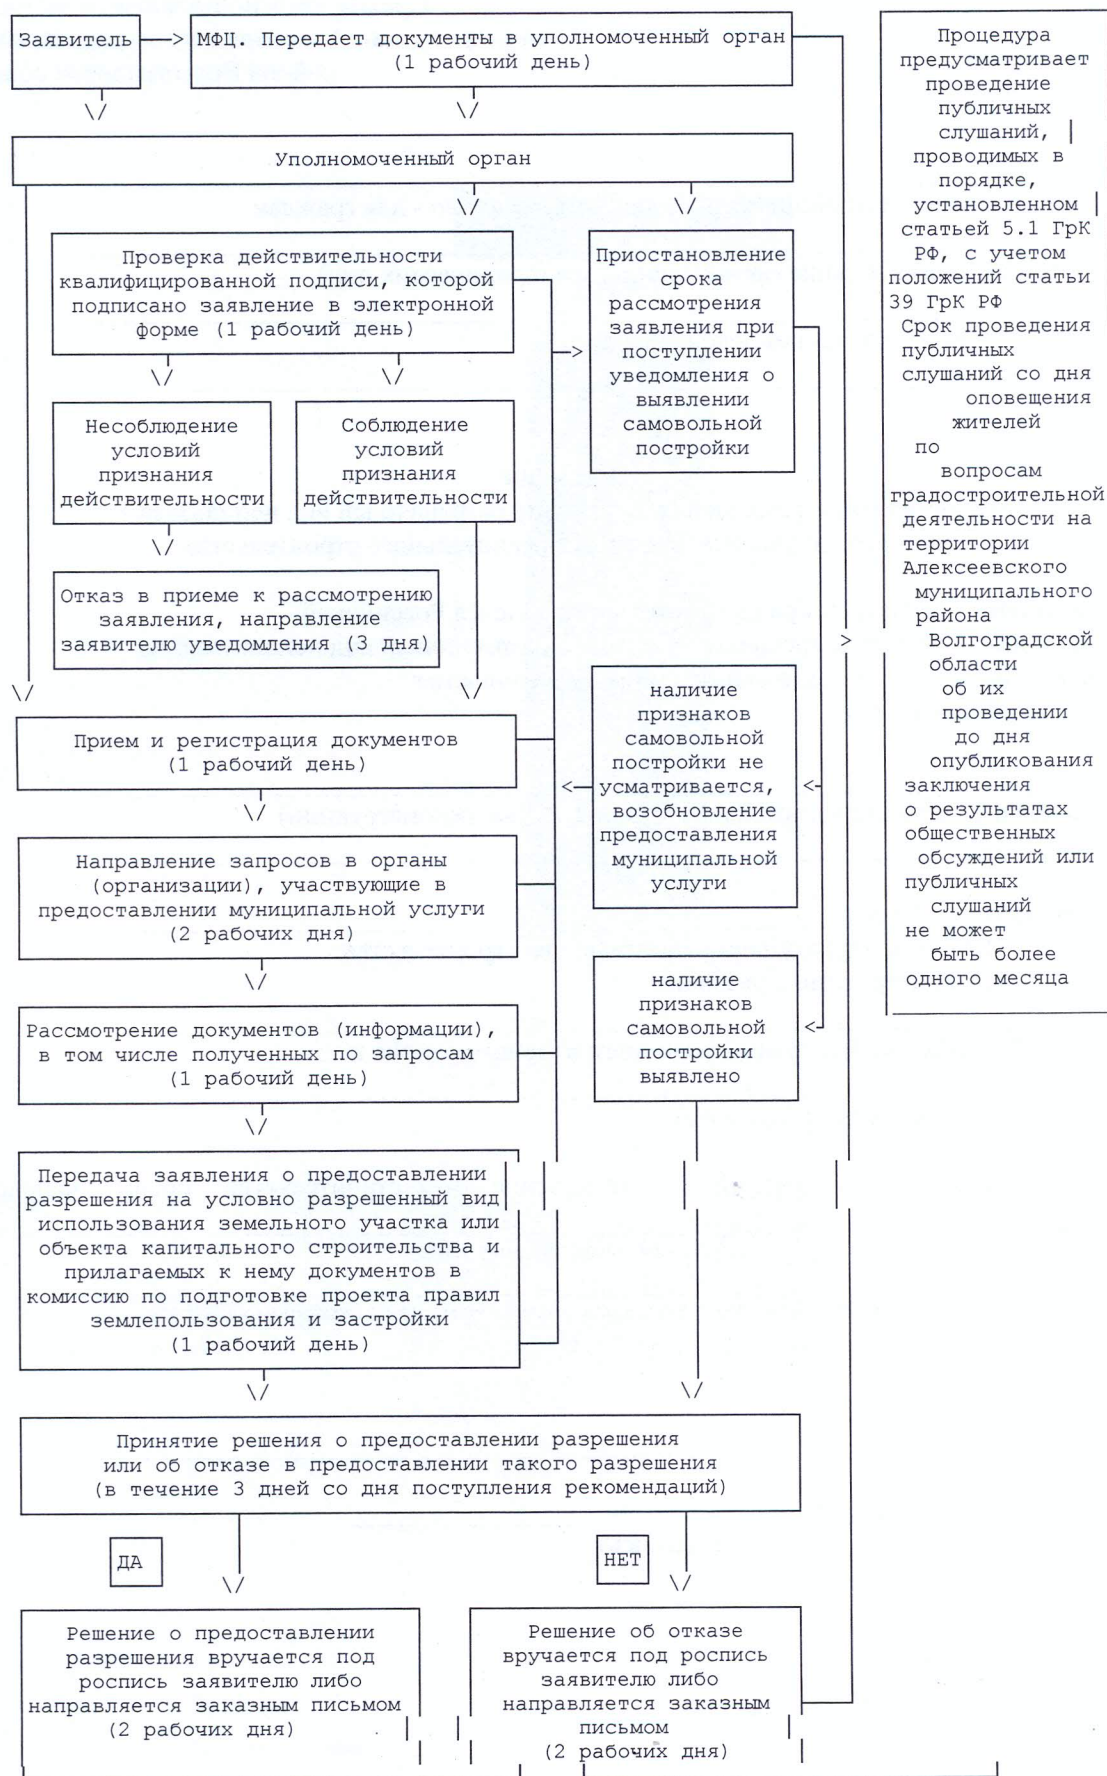 Заявитель
МФЦ. Передает документы в уполномоченный орган
(1 рабочий день)
Уполномоченный орган
Проверка действительности
квалифицированной подписи, которой
подписано заявление в электронной
форме (1 рабочий день)
Приостановление
срока
рассмотрения
заявления при
поступлении
уведомления о
выявлении
самовольной
постройки
Несоблюдение
условий
признания
действительности
Соблюдение
условий
признания
действительности
Отказ в приеме к рассмотрению
заявления, направление
заявителю уведомления (3 дня)
Прием и регистрация документов
(1 рабочий день)
наличие
признаков
самовольной
постройки не
усматривается,
возобновление
предоставления
муниципальной
услуги
Направление запросов в органы
(организации), участвующие в
предоставлении муниципальной услуги
(2 рабочих дня)
наличие
признаков
самовольной
постройки
выявлено
Рассмотрение документов (информации),
в том числе полученных по запросам
(1 рабочий день)
Передача заявления о предоставлении
разрешения на условно разрешенный вид
использования земельного участка или
объекта капитального строительства и
прилагаемых к нему документов в
комиссию по подготовке проекта правил
землепользования и застройки
(1 рабочий день)
Принятие решения о предоставлении разрешения
или об отказе в предоставлении такого разрешения
(в течение 3 дней со дня поступления рекомендаций)
ДА
НЕТ
Решение о предоставлении
разрешения вручается под
роспись заявителю либо
направляется заказным письмом
(2 рабочих дня)
Решение об отказе
вручается под роспись
заявителю либо
направляется заказным
письмом
(2 рабочих дня)
Процедура
предусматривает
проведение
публичных
слушаний,
проводимых в
порядке,
установленном
статьей 5.1 ГрК
РФ, с учетом
положений статьи
39 ГрК РФ
Срок проведения
публичных
слушаний со дня
оповещения
жителей
по
вопросам
градостроительной
деятельности на
территории
Алексеевского
муниципального
района
Волгоградской
области
об их
проведении
до дня
опубликования
заключения
о результатах
общественных
обсуждений или
публичных
слушаний
не может
быть более
одного месяца